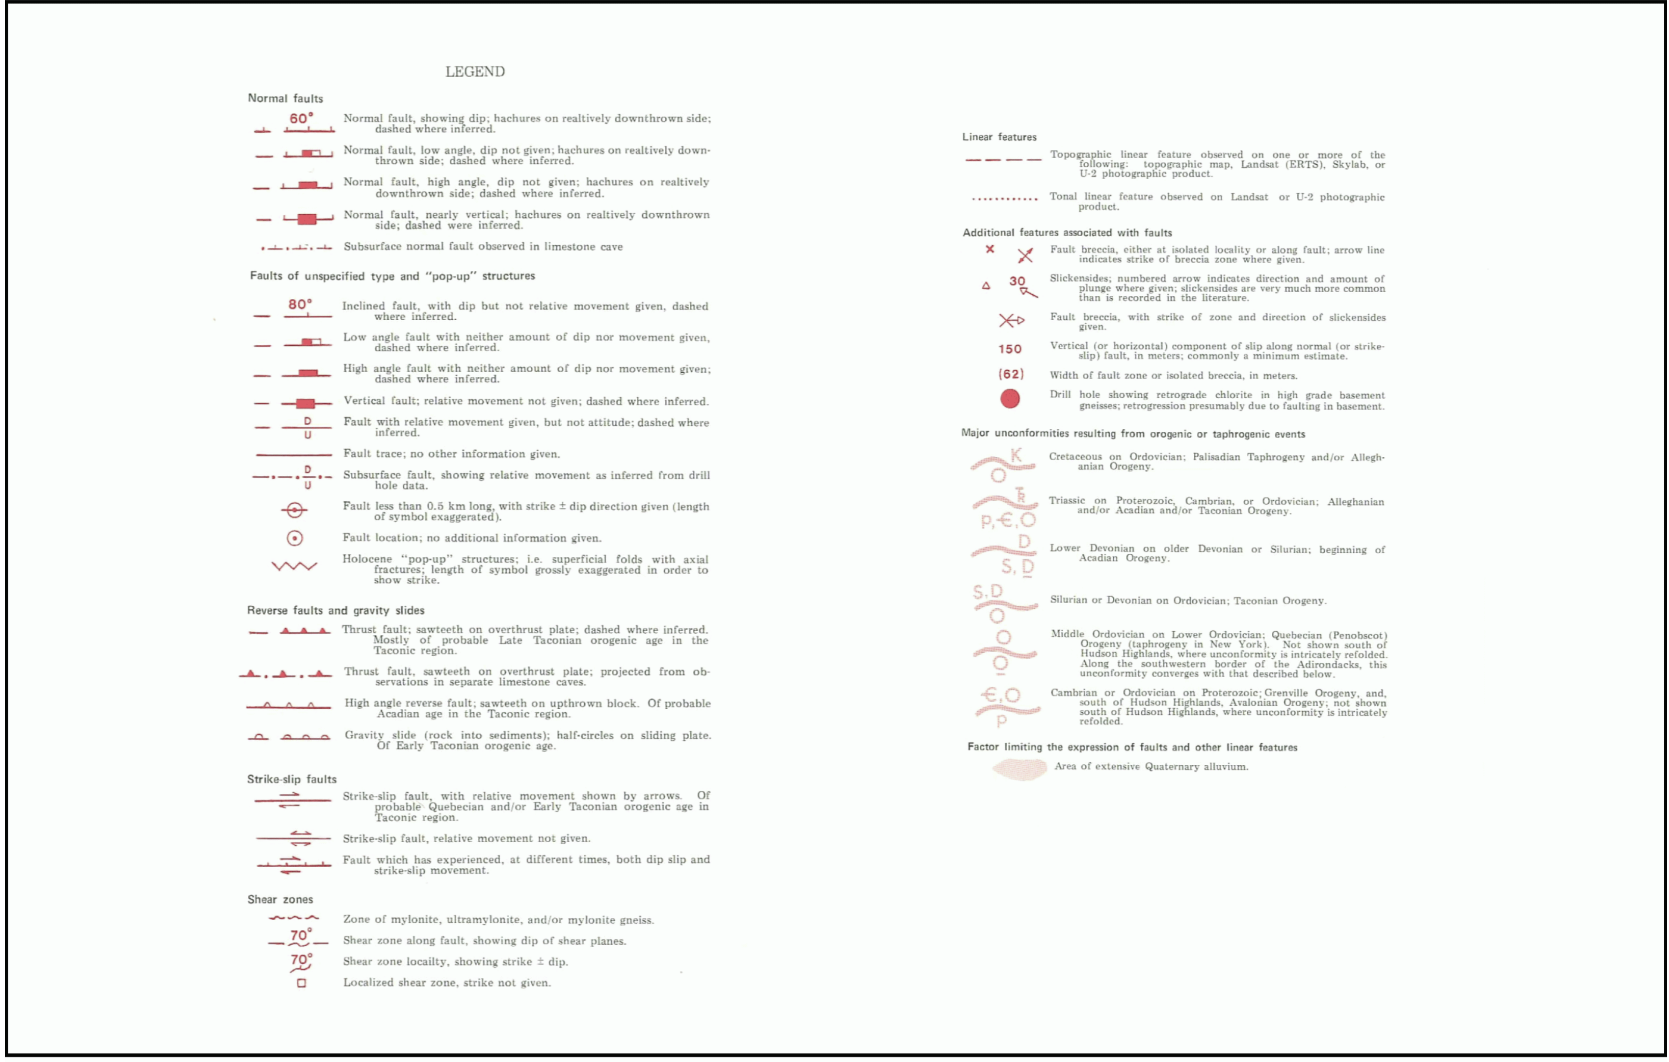 LEGEND
Normal faults
60°
Normal fault, showing dip; hachures on realtively downthrown side;
dashed where inferred.
Normal fault, low angle, dip not given; hachures on realtively down-
thrown side; dashed where inferred.
Normal fault, high angle, dip not given; hachures on realtively
downthrown side; dashed where inferred.
Normal fault, nearly vertical; hachures on realtively downthrown
side; dashed were inferred.
Subsurface normal fault observed in limestone cave
Faults of unspecified type and "pop-up" structures
80°
Inclined fault, with dip but not relative movement given, dashed
where inferred.
Low angle fault with neither amount of dip nor movement given,
dashed where inferred.
High angle fault with neither amount of dip nor movement given;
dashed where inferred.
Vertical fault; relative movement not given; dashed where inferred.
D
U
Fault with relative movement given, but not attitude; dashed where
inferred.
Fault trace; no other information given.
D
U
Subsurface fault, showing relative movement as inferred from drill
hole data.
Fault less than 0.5 km long, with strike ± dip direction given (length
of symbol exaggerated).
Fault location; no additional information given.
Holocene "pop-up" structures; i.e. superficial folds with axial
fractures; length of symbol grossly exaggerated in order to
show strike.
Reverse faults and gravity slides
Thrust fault; sawteeth on overthrust plate; dashed where inferred.
Mostly of probable Late Taconian orogenic age in the
Taconic region.
Thrust fault, sawteeth on overthrust plate; projected from ob-
servations in separate limestone caves.
High angle reverse fault; sawteeth on upthrown block. Of probable
Acadian age in the Taconic region.
Gravity slide (rock into sediments); half-circles on sliding plate.
Of Early Taconian orogenic age.
Strike-slip faults
Strike-slip fault, with relative movement shown by arrows. Of
probable Quebecian and/or Early Taconian orogenic age in
Taconic region.
Strike-slip fault, relative movement not given.
Fault which has experienced, at different times, both dip slip and
strike-slip movement.
Shear zones
Zone of mylonite, ultramylonite, and/or mylonite gneiss.
70°
Shear zone along fault, showing dip of shear planes.
70°
Shear zone locailty, showing strike ± dip.
Localized shear zone, strike not given.
Linear features
Topographic linear feature observed on one or more of the
following: topographic map, Landsat (ERTS), Skylab, or
U-2 photographic product.
Tonal linear feature observed on Landsat or U-2 photographic
product.
Additional features associated with faults
Fault breccia, either at isolated locality or along fault; arrow line
indicates strike of breccia zone where given.
30
Slickensides; numbered arrow indicates direction and amount of
plunge where given; slickensides are very much more common
than is recorded in the literature.
Fault breccia, with strike of zone and direction of slickensides
given.
150
Vertical (or horizontal) component of slip along normal (or strike-
slip) fault, in meters; commonly a minimum estimate.
(62)
Width of fault zone or isolated breccia, in meters.
Drill hole showing retrograde chlorite in high grade basement
gneisses; retrogression presumably due to faulting in basement.
Major unconformities resulting from orogenic or taphrogenic events
K
O
Cretaceous on Ordovician; Palisadian Taphrogeny and/or Allegh-
anian Orogeny.
Ƭ
p,Є,O
Triassic on Proterozoic, Cambrian, or Ordovician; Alleghanian
and/or Acadian and/or Taconian Orogeny.
D
S, D
Lower Devonian on older Devonian or Silurian; beginning of
Acadian Orogeny.
S,D
O
Silurian or Devonian on Ordovician; Taconian Orogeny.
O
O
Middle Ordovician on Lower Ordovician; Quebecian (Penobscot)
Orogeny (taphrogeny in New York). Not shown south of
Hudson Highlands, where unconformity is intricately refolded.
Along the southwestern border of the Adirondacks, this
unconformity converges with that described below.
Є,O
p
Cambrian or Ordovician on Proterozoic; Grenville Orogeny, and,
south of Hudson Highlands, Avalonian Orogeny; not shown
south of Hudson Highlands, where unconformity is intricately
refolded.
Factor limiting the expression of faults and other linear features
Area of extensive Quaternary alluvium.